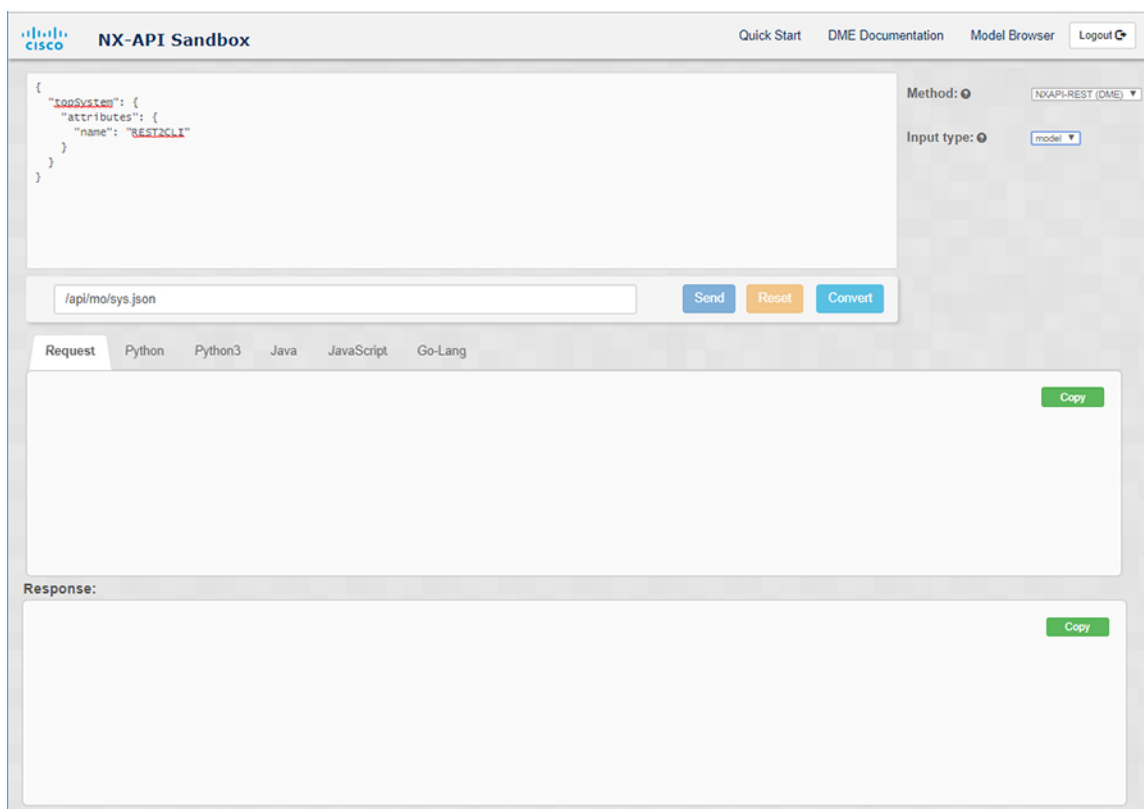 cisco NX-API Sandbox Quick Start DME Documentation Model Browser Logout
{
"topSystem": {
"attributes": {
"name": "REST2CLI"
}
}
}
Method: NXAPI-REST (DME)
Input type: model
/api/mo/sys.json Send Reset Convert
Request Python Python3 Java JavaScript Go-Lang
Copy
Response:
Copy